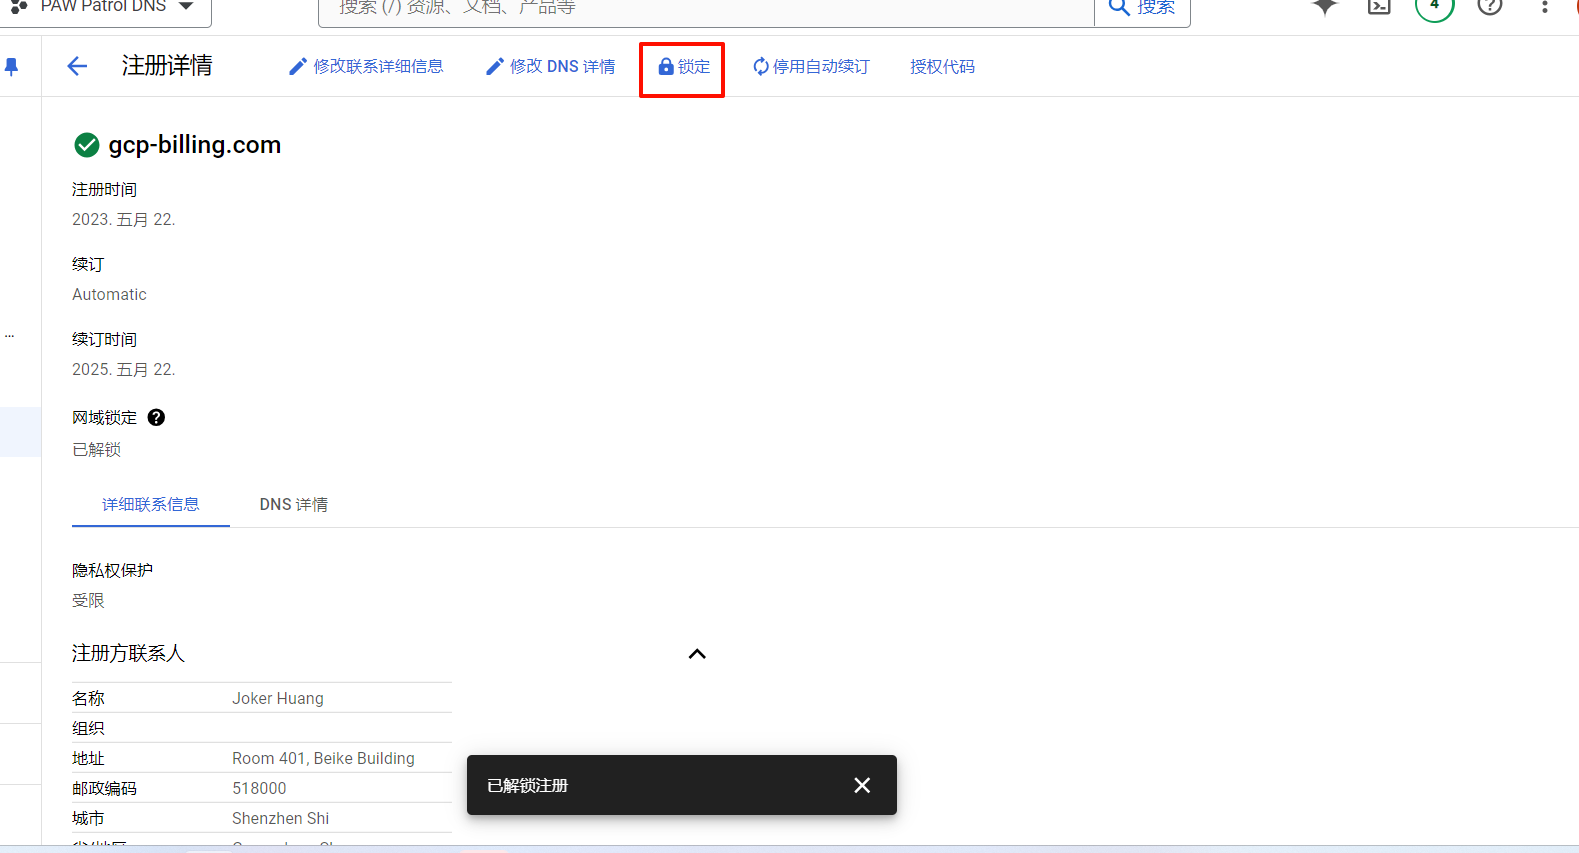 PAW Patrol DNS
搜索 (/) 资源、文档、产品等
搜索
4
注册详情
修改联系详细信息
修改 DNS 详情
锁定
停用自动续订
授权代码
gcp-billing.com
注册时间
2023. 五月 22.
续订
Automatic
...
续订时间
2025. 五月 22.
网域锁定
已解锁
详细联系信息
DNS 详情
隐私权保护
受限
注册方联系人
名称 Joker Huang
组织
地址 Room 401, Beike Building
邮政编码 518000
城市 Shenzhen Shi
已解锁注册